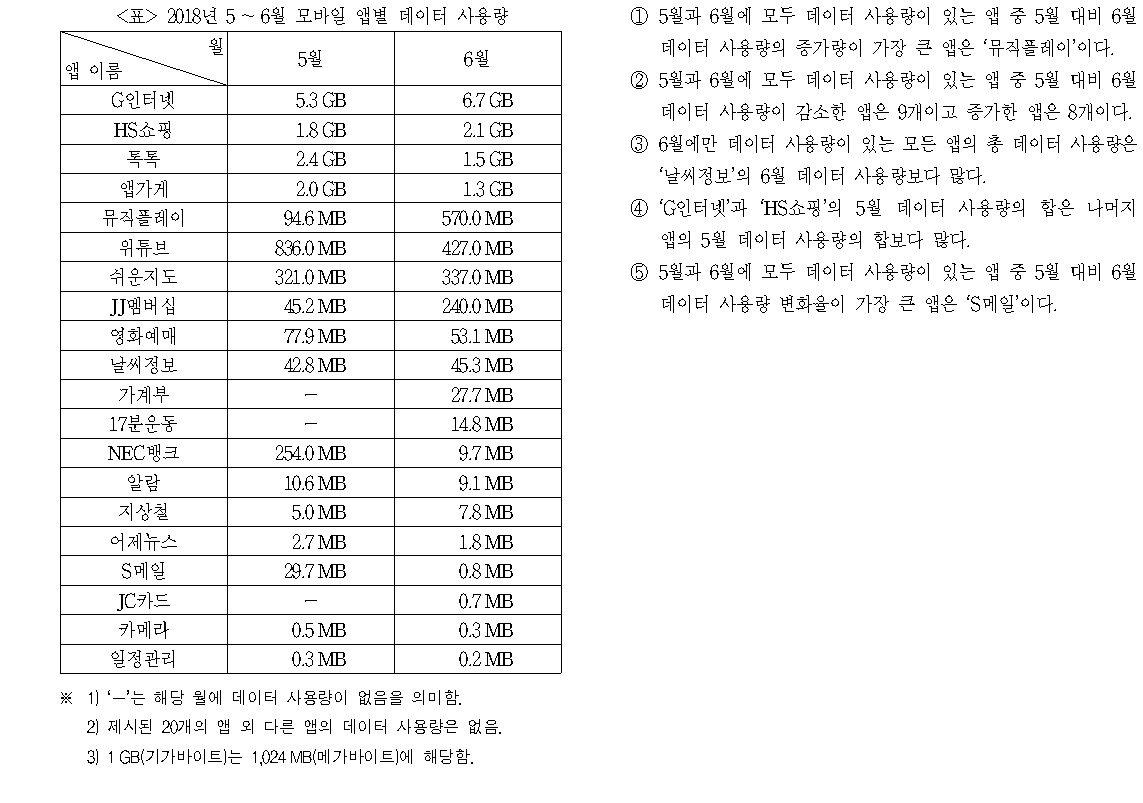 <표> 2018년 5 ~ 6월 모바일 앱별 데이터 사용량
월
앱 이름
5월 6월
G인터넷 5.3 GB 6.7 GB
HS쇼핑 1.8 GB 2.1 GB
톡톡 2.4 GB 1.5 GB
앱가게 2.0 GB 1.3 GB
뮤직플레이 94.6 MB 570.0 MB
위튜브 836.0 MB 427.0 MB
쉬운지도 321.0 MB 337.0 MB
JJ멤버십 45.2 MB 240.0 MB
영화예매 77.9 MB 53.1 MB
날씨정보 42.8 MB 45.3 MB
가계부 － 27.7 MB
17분운동 － 14.8 MB
NEC뱅크 254.0 MB 9.7 MB
알람 10.6 MB 9.1 MB
지상철 5.0 MB 7.8 MB
어제뉴스 2.7 MB 1.8 MB
S메일 29.7 MB 0.8 MB
JC카드 － 0.7 MB
카메라 0.5 MB 0.3 MB
일정관리 0.3 MB 0.2 MB
※ 1) ‘－’는 해당 월에 데이터 사용량이 없음을 의미함.
2) 제시된 20개의 앱 외 다른 앱의 데이터 사용량은 없음.
3) 1 GB(기가바이트)는 1,024 MB(메가바이트)에 해당함.
① 5월과 6월에 모두 데이터 사용량이 있는 앱 중 5월 대비 6월
데이터 사용량의 증가량이 가장 큰 앱은 ‘뮤직플레이’이다.
② 5월과 6월에 모두 데이터 사용량이 있는 앱 중 5월 대비 6월
데이터 사용량이 감소한 앱은 9개이고 증가한 앱은 8개이다.
③ 6월에만 데이터 사용량이 있는 모든 앱의 총 데이터 사용량은
‘날씨정보’의 6월 데이터 사용량보다 많다.
④ ‘G인터넷’과 ‘HS쇼핑’의 5월 데이터 사용량의 합은 나머지
앱의 5월 데이터 사용량의 합보다 많다.
⑤ 5월과 6월에 모두 데이터 사용량이 있는 앱 중 5월 대비 6월
데이터 사용량 변화율이 가장 큰 앱은 ‘S메일’이다.